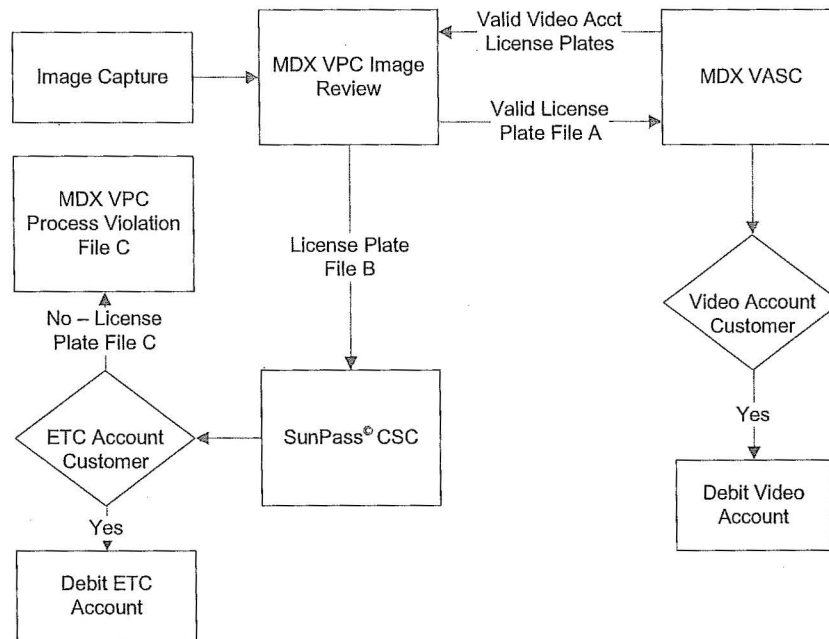 Image Capture
MDX VPC Image
Review
Valid Video Acct
License Plates
Valid License
Plate File A
MDX VASC
MDX VPC
Process Violation
File C
License Plate
File B
Video Account
Customer
No – License
Plate File C
ETC Account
Customer
SunPass© CSC
Yes
Debit Video
Account
Yes
Debit ETC
Account